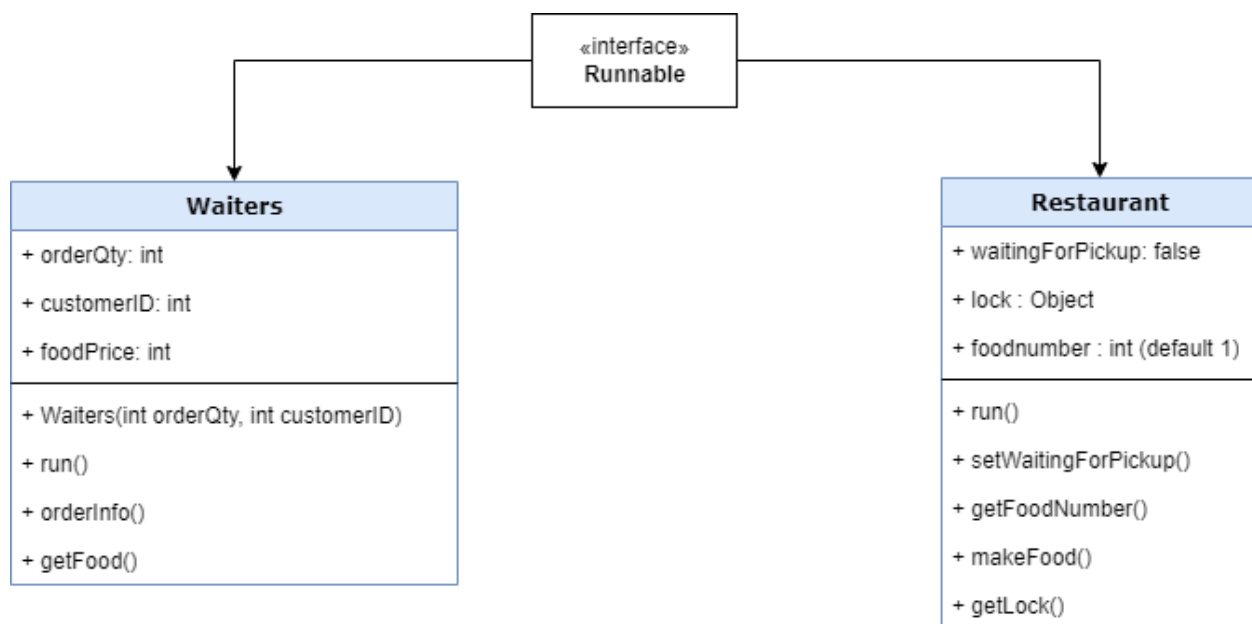 «interface»
Runnable
Waiters
+ orderQty: int
+ customerID: int
+ foodPrice: int
+ Waiters(int orderQty, int customerID)
+ run()
+ orderInfo()
+ getFood()
Restaurant
+ waitingForPickup: false
+ lock : Object
+ foodnumber : int (default 1)
+ run()
+ setWaitingForPickup()
+ getFoodNumber()
+ makeFood()
+ getLock()